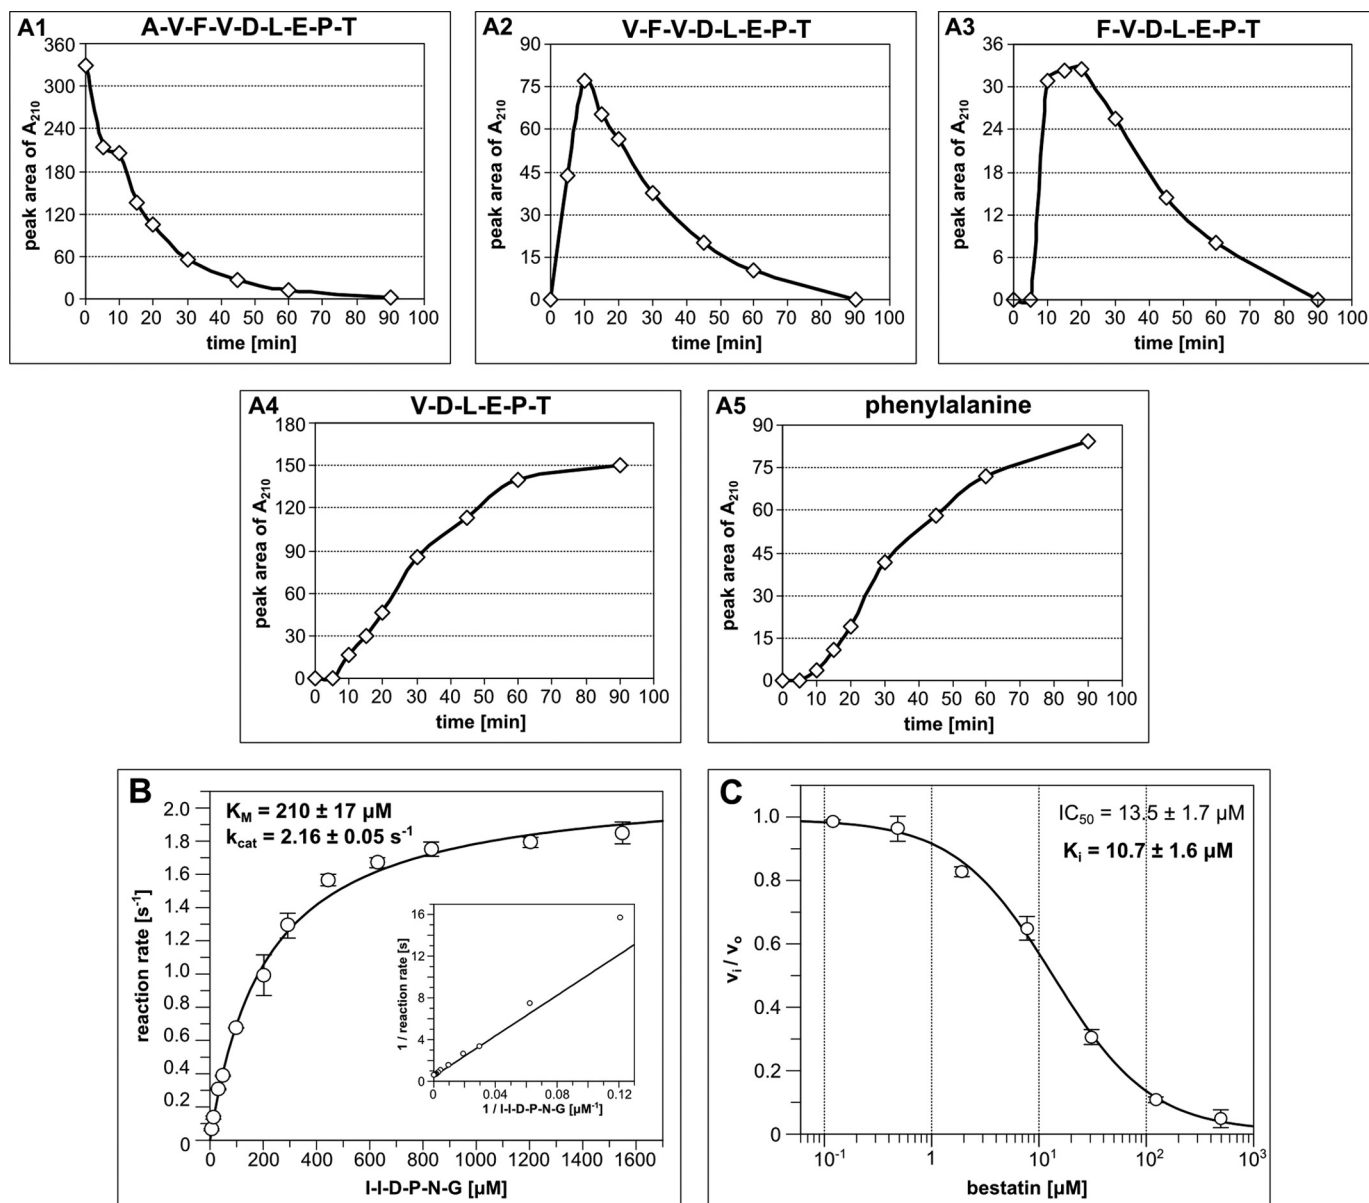 A1
A-V-F-V-D-L-E-P-T
peak area of A210
360
300
240
180
120
60
0
0 10 20 30 40 50 60 70 80 90 100
time [min]
A2
V-F-V-D-L-E-P-T
peak area of A210
90
75
60
45
30
15
0
0 10 20 30 40 50 60 70 80 90 100
time [min]
A3
F-V-D-L-E-P-T
peak area of A210
36
30
24
18
12
6
0
0 10 20 30 40 50 60 70 80 90 100
time [min]
A4
V-D-L-E-P-T
peak area of A210
180
150
120
90
60
30
0
0 10 20 30 40 50 60 70 80 90 100
time [min]
A5
phenylalanine
peak area of A210
90
75
60
45
30
15
0
0 10 20 30 40 50 60 70 80 90 100
time [min]
B
KM = 210 ± 17 µM
kcat = 2.16 ± 0.05 s-1
reaction rate [s-1]
2.0
1.8
1.6
1.4
1.2
1.0
0.8
0.6
0.4
0.2
0
0 200 400 600 800 1000 1200 1400 1600
I-I-D-P-N-G [µM]
1 / reaction rate [s]
16
12
8
4
0
0 0.04 0.08 0.12
1 / I-I-D-P-N-G [µM-1]
C
IC50 = 13.5 ± 1.7 µM
Ki = 10.7 ± 1.6 µM
vi / vo
1.0
0.8
0.6
0.4
0.2
0
10-1 1 101 102 103
bestatin [µM]